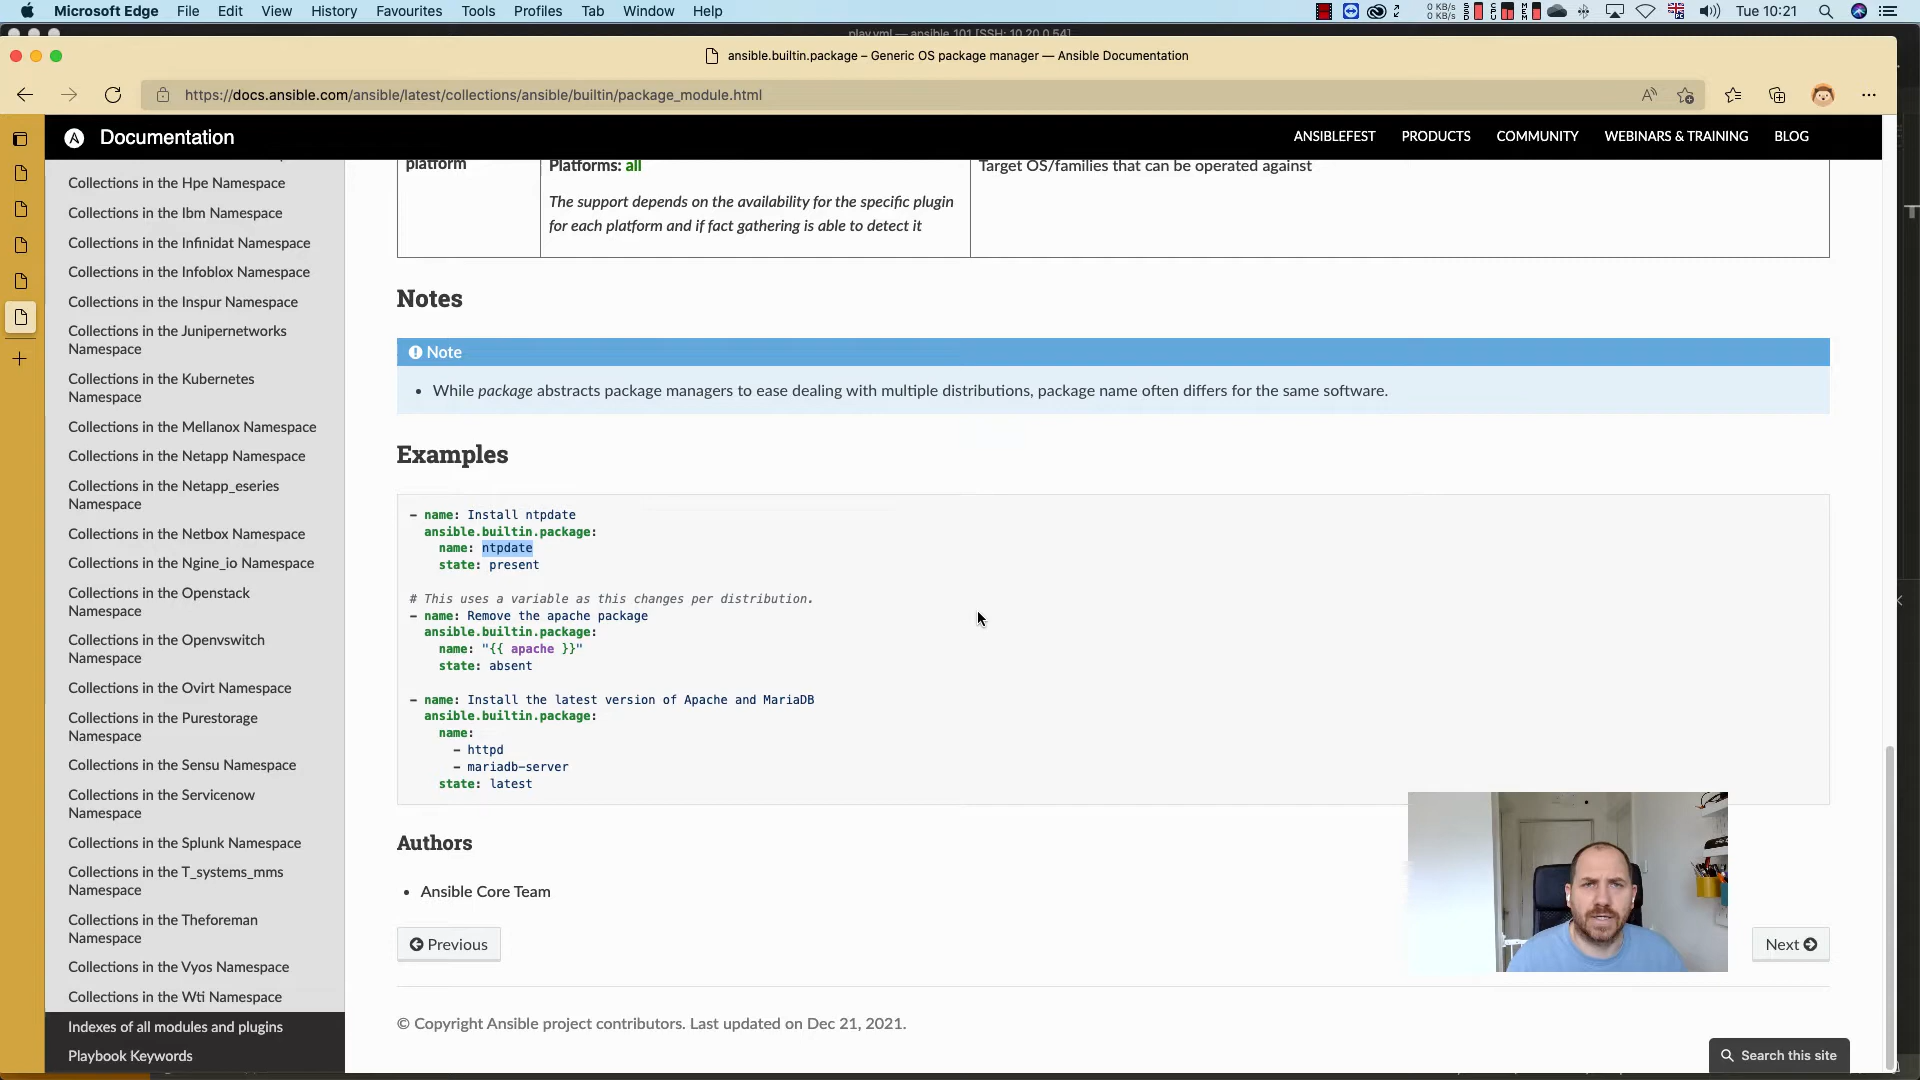 Microsoft Edge File Edit View History Favourites Tools Profiles Tab Window Help
0 KB/s
0 KB/s
Tue 10:21
play.yml — ansible 101 [SSH: 10.20.0.54]
ansible.builtin.package – Generic OS package manager — Ansible Documentation
https://docs.ansible.com/ansible/latest/collections/ansible/builtin/package_module.html
Documentation
ANSIBLEFEST PRODUCTS COMMUNITY WEBINARS & TRAINING BLOG
Collections in the Hpe Namespace
Collections in the Ibm Namespace
Collections in the Infinidat Namespace
Collections in the Infoblox Namespace
Collections in the Inspur Namespace
Collections in the Junipernetworks
Namespace
Collections in the Kubernetes
Namespace
Collections in the Mellanox Namespace
Collections in the Netapp Namespace
Collections in the Netapp_eseries
Namespace
Collections in the Netbox Namespace
Collections in the Ngine_io Namespace
Collections in the Openstack
Namespace
Collections in the Openvswitch
Namespace
Collections in the Ovirt Namespace
Collections in the Purestorage
Namespace
Collections in the Sensu Namespace
Collections in the Servicenow
Namespace
Collections in the Splunk Namespace
Collections in the T_systems_mms
Namespace
Collections in the Theforeman
Namespace
Collections in the Vyos Namespace
Collections in the Wti Namespace
Indexes of all modules and plugins
Playbook Keywords
platform
Platforms: all
The support depends on the availability for the specific plugin
for each platform and if fact gathering is able to detect it
Target OS/families that can be operated against
Notes
Note
• While package abstracts package managers to ease dealing with multiple distributions, package name often differs for the same software.
Examples
- name: Install ntpdate
ansible.builtin.package:
name: ntpdate
state: present
# This uses a variable as this changes per distribution.
- name: Remove the apache package
ansible.builtin.package:
name: "{{ apache }}"
state: absent
- name: Install the latest version of Apache and MariaDB
ansible.builtin.package:
name:
- httpd
- mariadb-server
state: latest
Authors
• Ansible Core Team
Previous
Next
© Copyright Ansible project contributors. Last updated on Dec 21, 2021.
Search this site